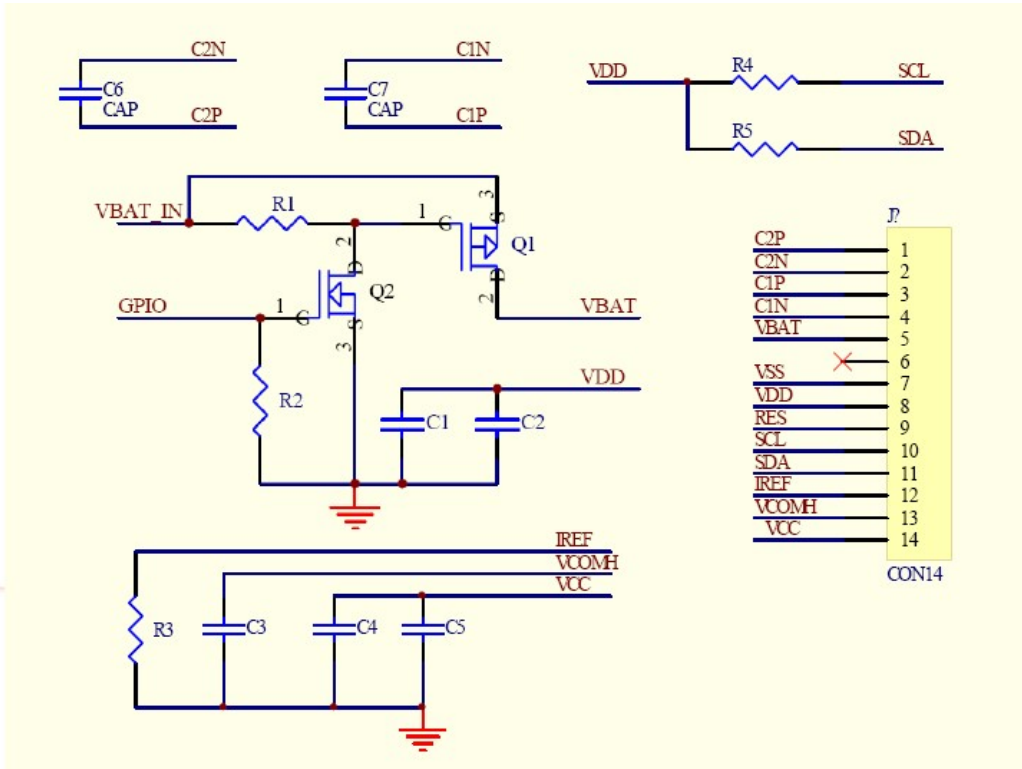 C2N
C6
CAP
C2P
C1N
C7
CAP
C1P
VDD
R4
SCL
R5
SDA
VBAT_IN
R1
1
G
3
S
Q1
D
2
VBAT
2
D
Q2
GPIO
1
G
S
3
R2
VDD
C1
C2
J?
C2P 1
C2N 2
C1P 3
C1N 4
VBAT 5
6
VSS 7
VDD 8
RES 9
SCL 10
SDA 11
IREF 12
VCOMH 13
VCC 14
CON14
IREF
VCOMH
VCC
R3
C3
C4
C5